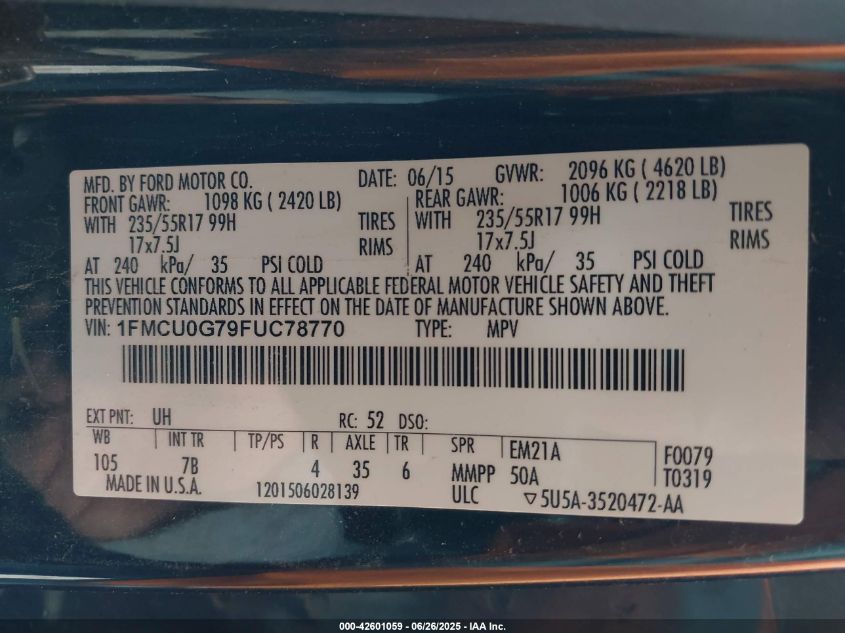 MFD. BY FORD MOTOR CO. DATE: 06/15 GVWR: 2096 KG ( 4620 LB)
FRONT GAWR: 1098 KG ( 2420 LB) REAR GAWR: 1006 KG ( 2218 LB)
WITH 235/55R17 99H TIRES WITH 235/55R17 99H TIRES
17x7.5J RIMS 17x7.5J RIMS
AT 240 kPa/ 35 PSI COLD AT 240 kPa/ 35 PSI COLD
THIS VEHICLE CONFORMS TO ALL APPLICABLE FEDERAL MOTOR VEHICLE SAFETY AND THEFT
PREVENTION STANDARDS IN EFFECT ON THE DATE OF MANUFACTURE SHOWN ABOVE.
VIN: 1FMCU0G79FUC78770 TYPE: MPV
EXT PNT: UH RC: 52 DSO:
WB INT TR TP/PS R AXLE TR SPR EM21A F0079
105 7B 4 35 6 MMPP 50A T0319
MADE IN U.S.A. 1201506028139 ULC ▽5U5A-3520472-AA
000-42601059 / 06/26/2025 - IAA Inc.